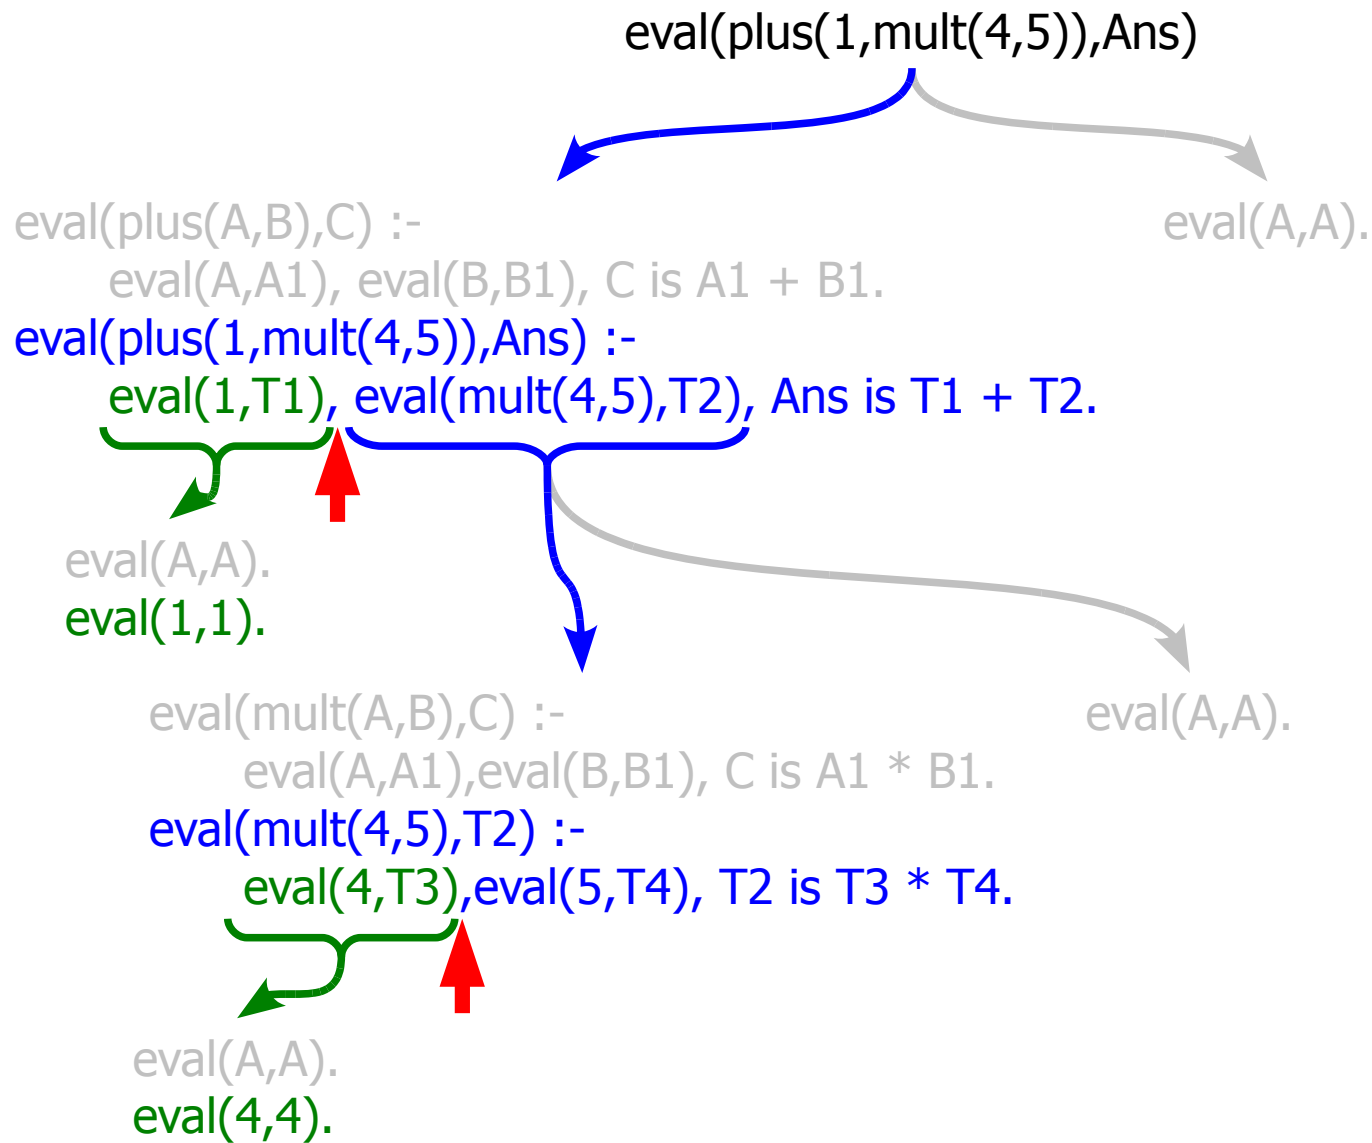 eval(plus(1,mult(4,5)),Ans)
eval(plus(A,B),C) :-
eval(A,A).
eval(A,A1), eval(B,B1), C is A1 + B1.
eval(plus(1,mult(4,5)),Ans) :-
eval(1,T1), eval(mult(4,5),T2), Ans is T1 + T2.
eval(A,A).
eval(1,1).
eval(mult(A,B),C) :-
eval(A,A).
eval(A,A1),eval(B,B1), C is A1 * B1.
eval(mult(4,5),T2) :-
eval(4,T3),eval(5,T4), T2 is T3 * T4.
eval(A,A).
eval(4,4).